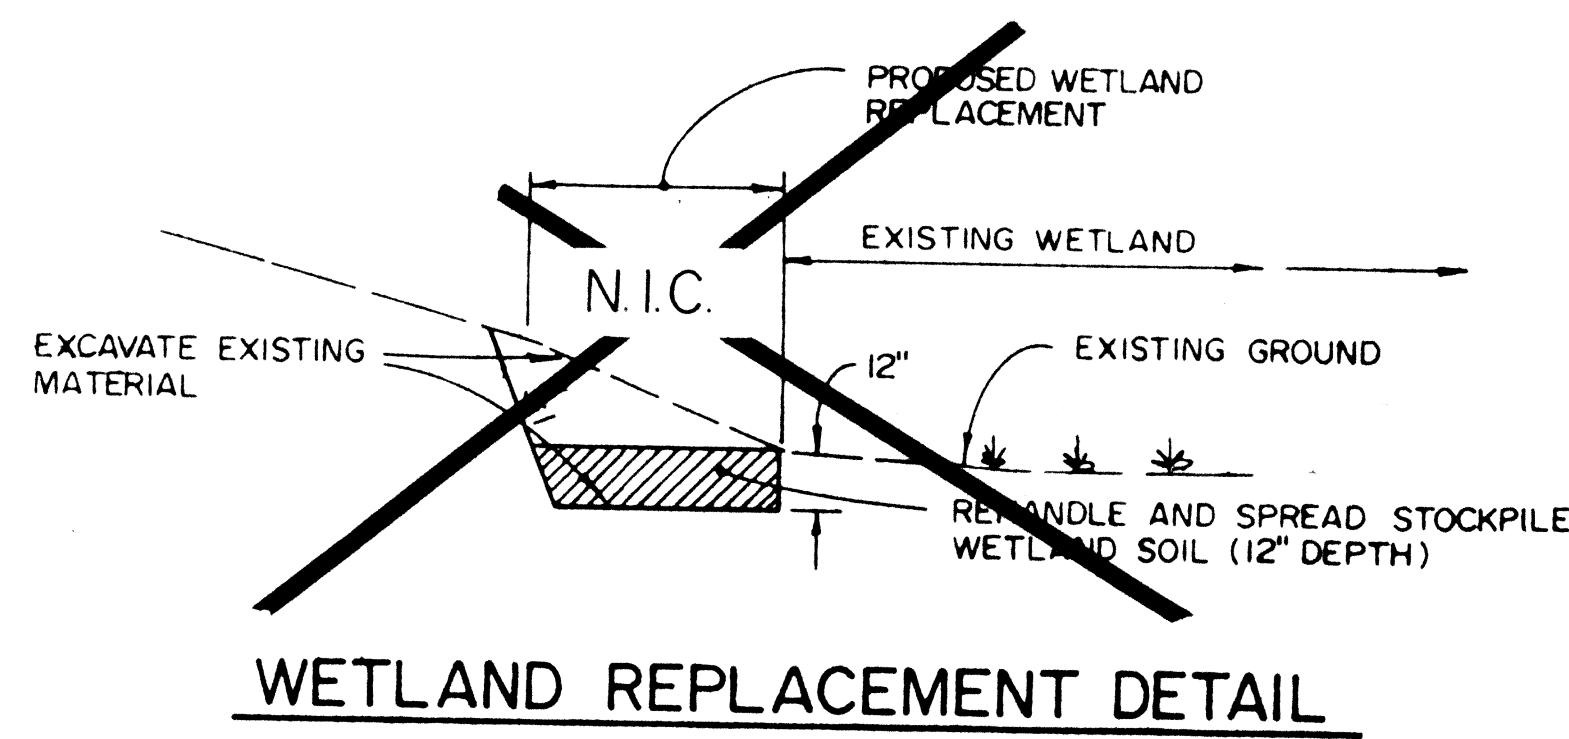 PROPOSED WETLAND
REPLACEMENT
EXISTING WETLAND
N.I.C.
EXCAVATE EXISTING
MATERIAL
12"
EXISTING GROUND
REHANDLE AND SPREAD STOCKPILE
WETLAND SOIL (12" DEPTH)
WETLAND REPLACEMENT DETAIL